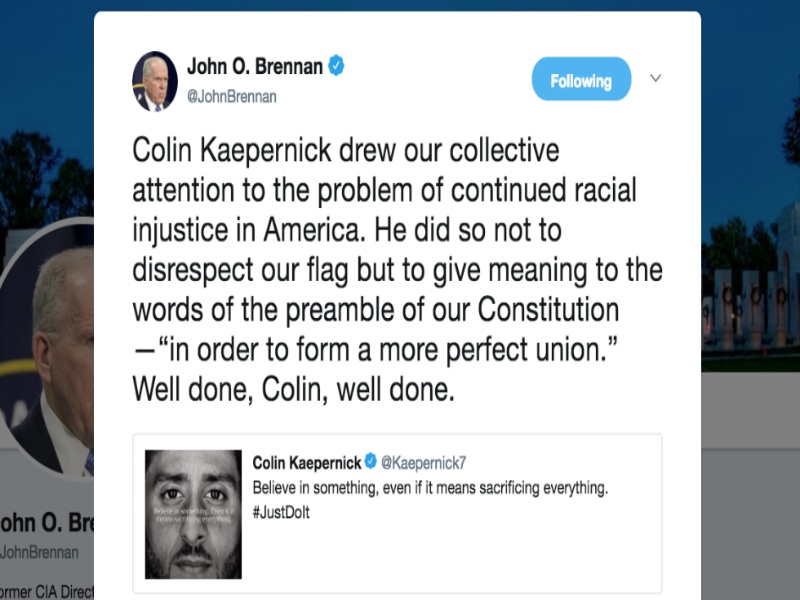 John O. Brennan
@JohnBrennan
Following
Colin Kaepernick drew our collective
attention to the problem of continued racial
injustice in America. He did so not to
disrespect our flag but to give meaning to the
words of the preamble of our Constitution
—“in order to form a more perfect union.”
Well done, Colin, well done.
Colin Kaepernick @Kaepernick7
Believe in something, even if it means sacrificing everything.
#JustDoIt
Believe in something. Even if it
means sacrificing everything.
ohn O. Bre
JohnBrennan
ormer CIA Direct